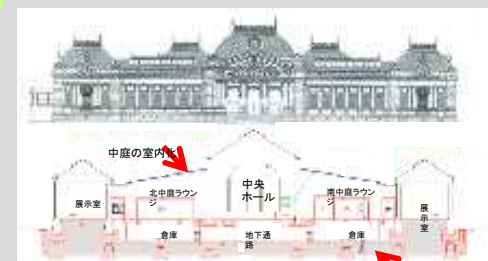 中庭の室内化
北中庭ラウン
ジ
中央
ホール
南中庭ラウン
ジ
展示室
展
示
室
倉庫
地下通
路
倉庫